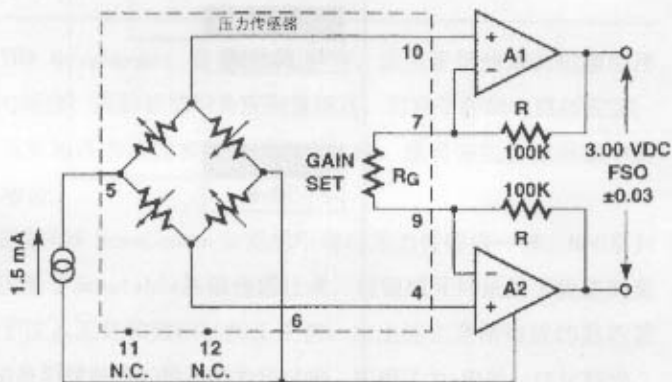 压力传感器
10
A1
+
−
7
R
100K
3.00 VDC
FSO
±0.03
GAIN
SET
RG
100K
9
R
5
1.5 mA
A2
−
+
4
6
11
N.C.
12
N.C.